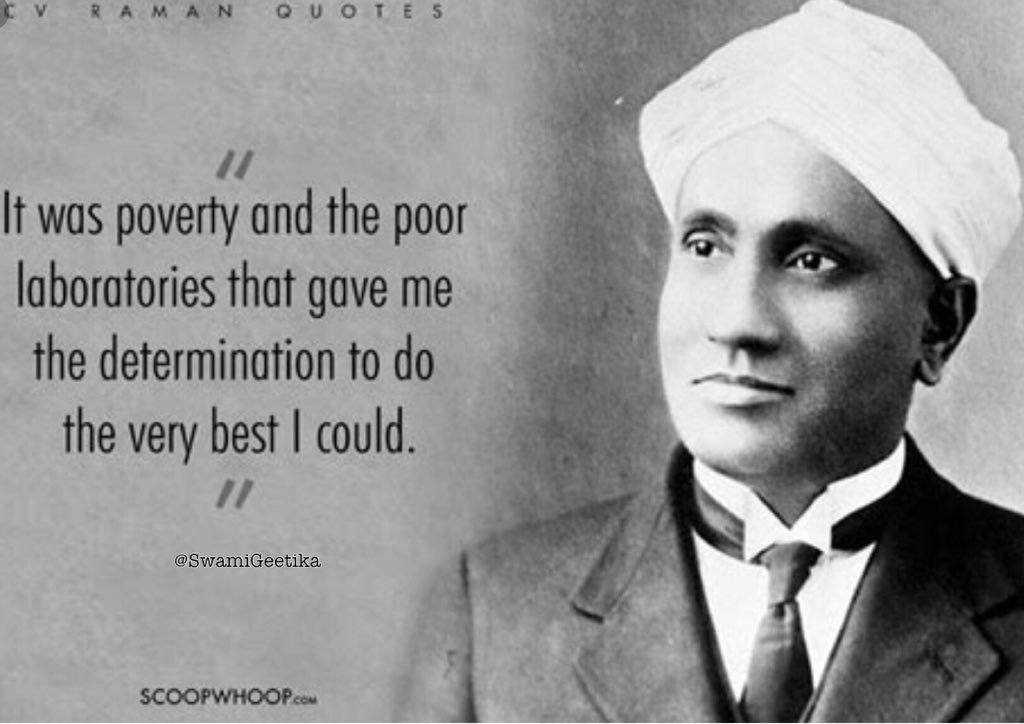 CV RAMAN QUOTES
"
It was poverty and the poor
laboratories that gave me
the determination to do
the very best I could.
"
@SwamiGeetika
SCOOPWHOOP.COM